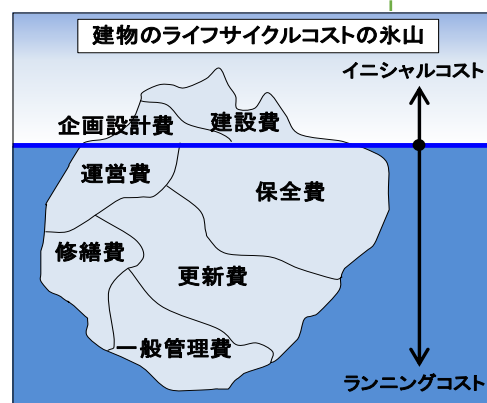 建物のライフサイクルコストの氷山
イニシャルコスト
企画設計費
建設費
運営費
保全費
修繕費
更新費
一般管理費
ランニングコスト